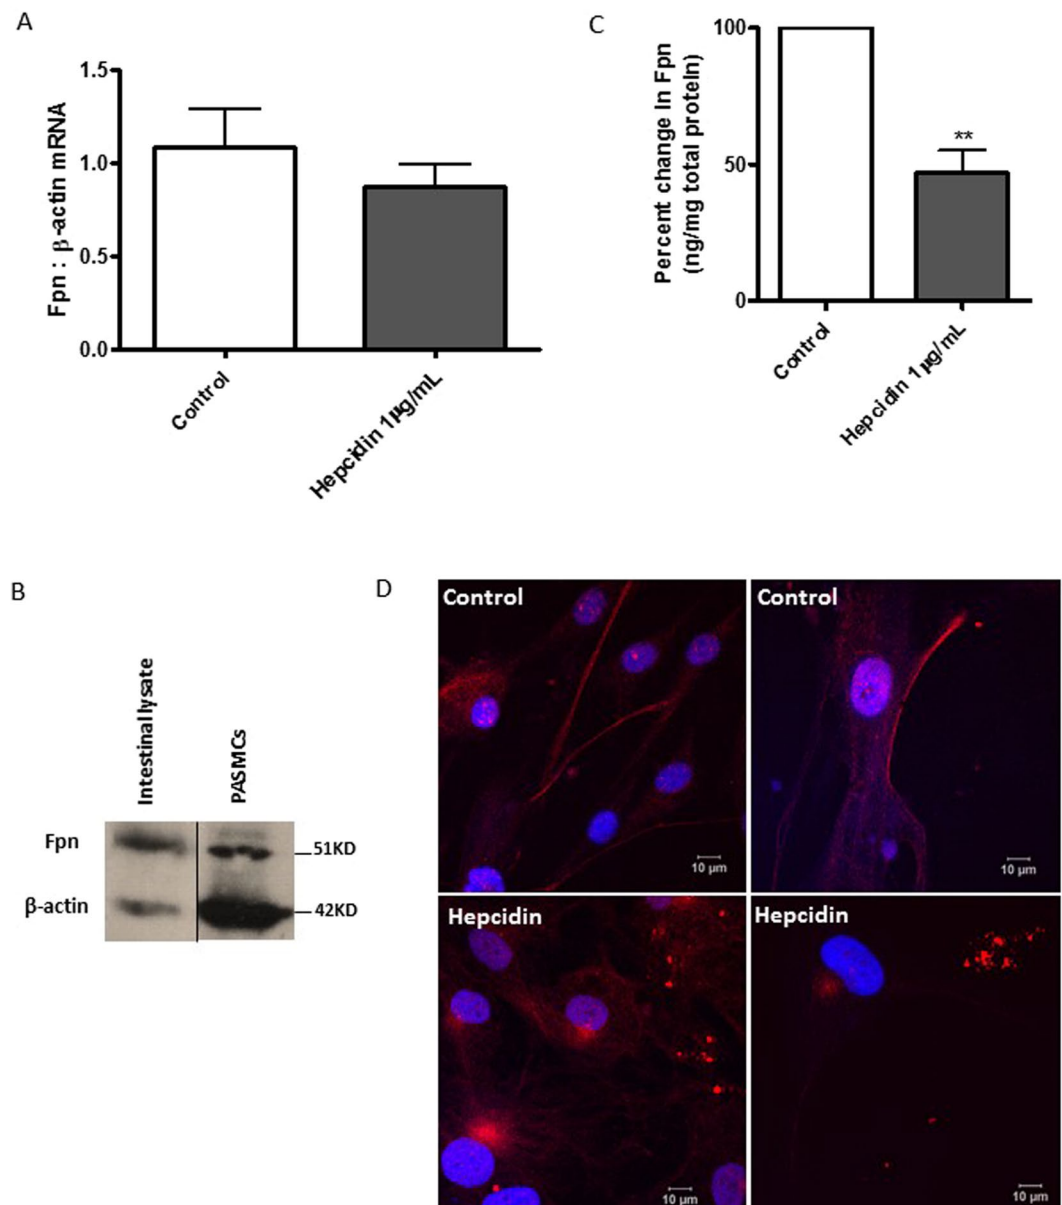 A
Fpn : β-actin mRNA
1.5
1.0
0.5
0.0
Control
Hepcidin 1µg/mL
C
Percent change in Fpn
(ng/mg total protein)
100
50
0
**
Control
Hepcidin 1µg/mL
B
Intestinal lysate
PASMCs
Fpn
51KD
β-actin
42KD
D
Control
10 µm
Control
10 µm
Hepcidin
10 µm
Hepcidin
10 µm